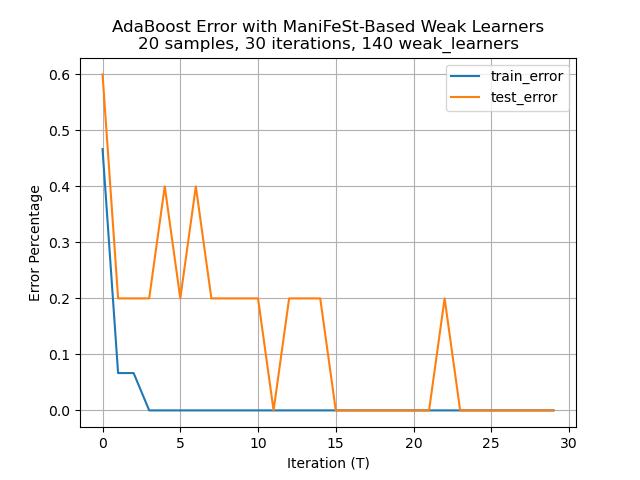 AdaBoost Error with ManiFeSt-Based Weak Learners
20 samples, 30 iterations, 140 weak_learners
train_error
test_error
Error Percentage
0.6
0.5
0.4
0.3
0.2
0.1
0.0
0 5 10 15 20 25 30
Iteration (T)